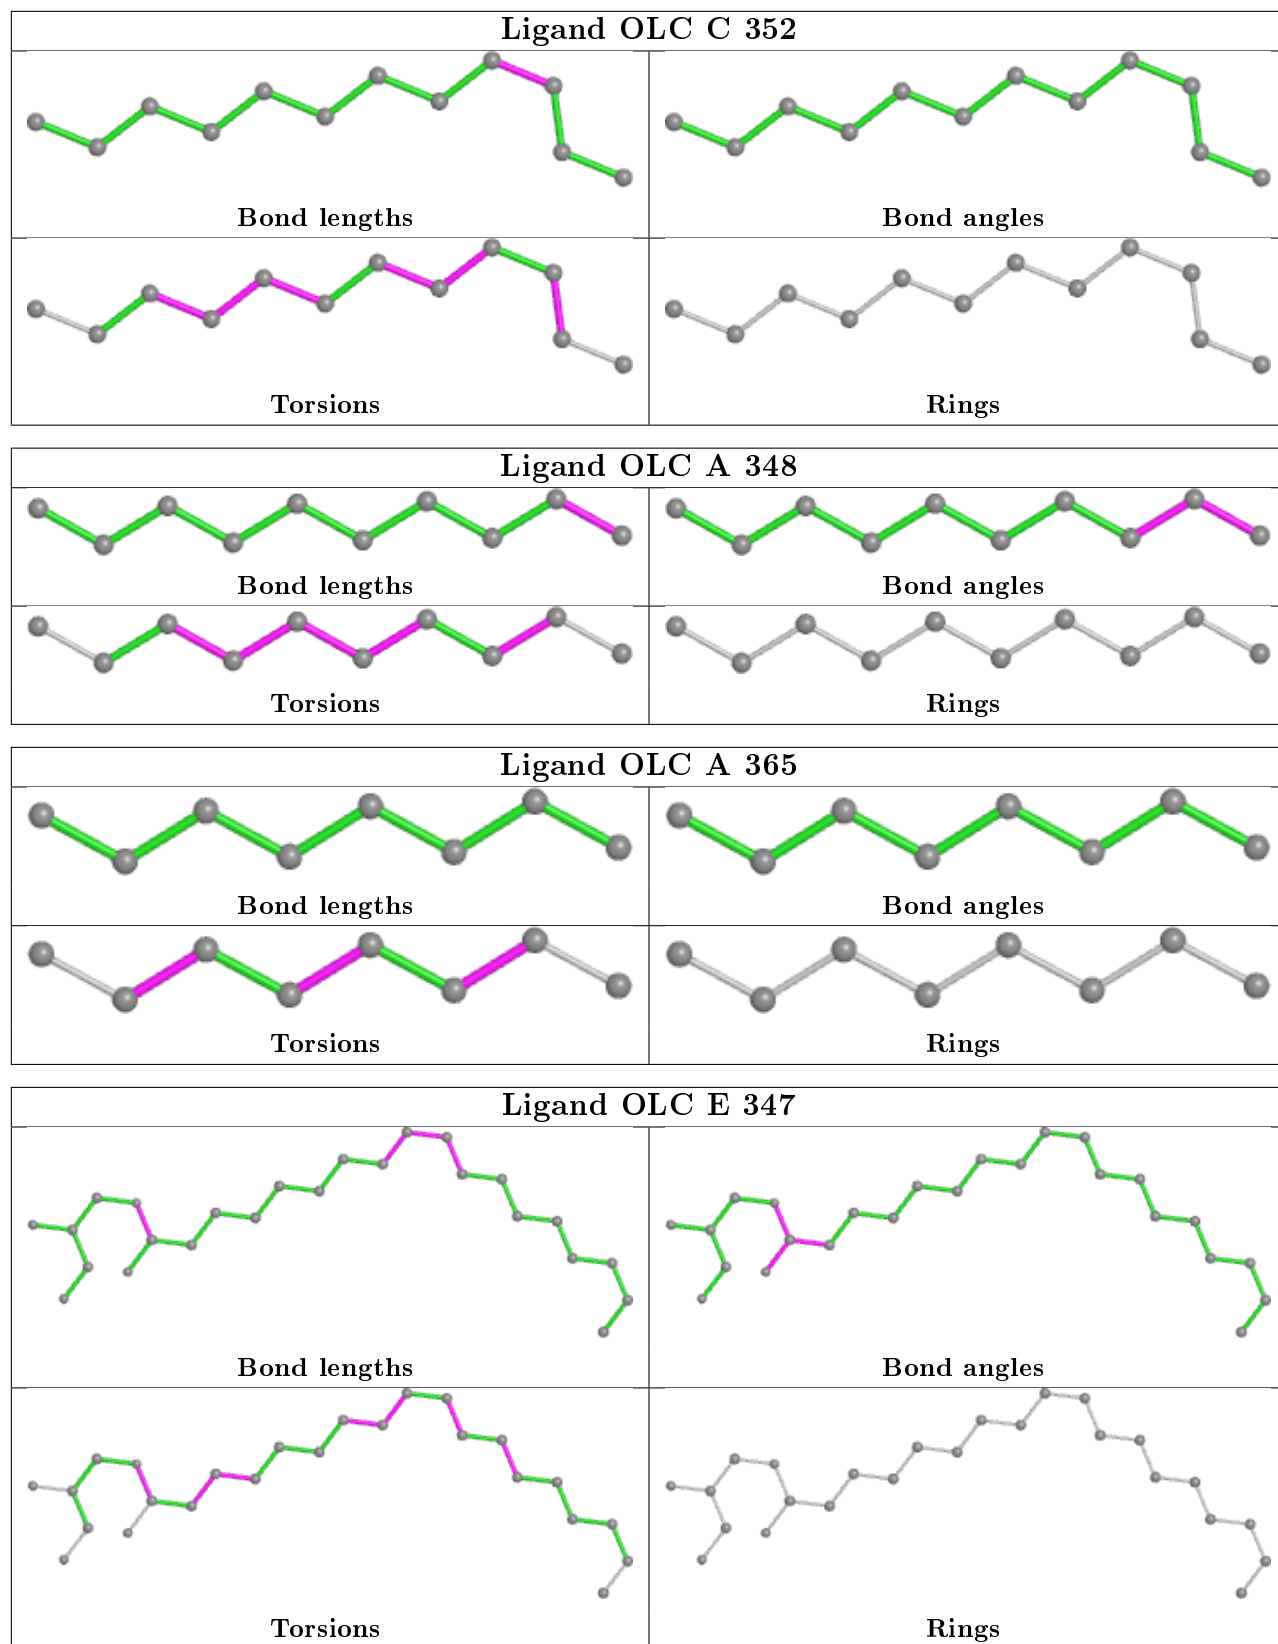 Ligand OLC C 352
Bond lengths
Bond angles
Torsions
Rings
Ligand OLC A 348
Bond lengths
Bond angles
Torsions
Rings
Ligand OLC A 365
Bond lengths
Bond angles
Torsions
Rings
Ligand OLC E 347
Bond lengths
Bond angles
Torsions
Rings